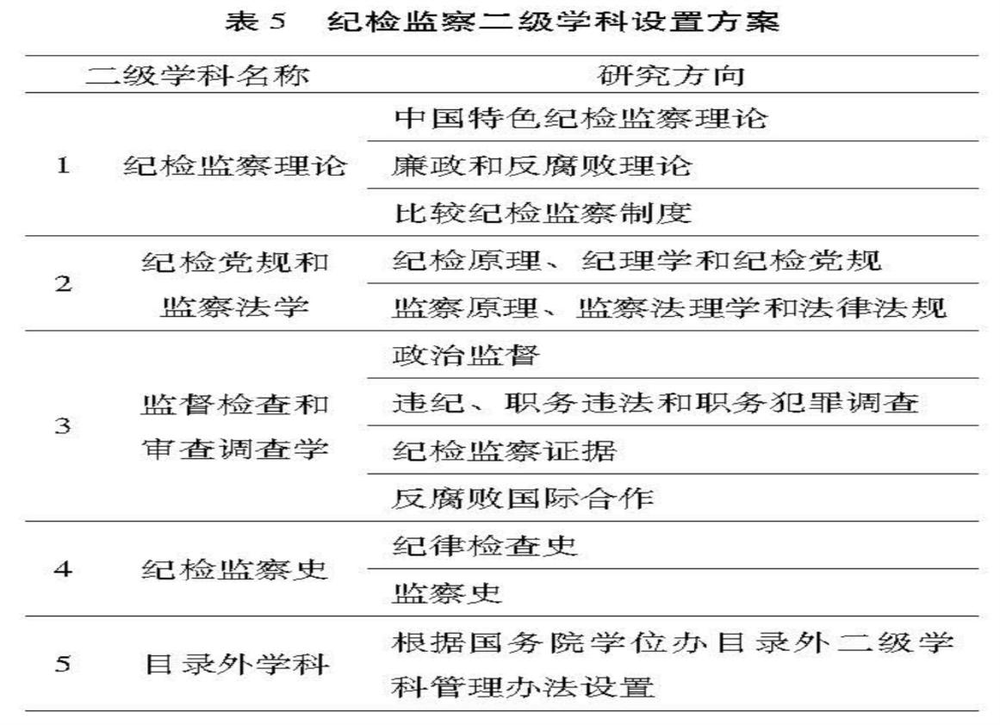 表 5 纪检监察二级学科设置方案
二级学科名称 研究方向
中国特色纪检监察理论
1 纪检监察理论 廉政和反腐败理论
比较纪检监察制度
纪检党规和 纪检原理、纪理学和纪检党规
2
监察法学 监察原理、监察法理学和法律法规
政治监督
监督检查和 违纪、职务违法和职务犯罪调查
3
审查调查学 纪检监察证据
反腐败国际合作
纪律检查史
4 纪检监察史
监察史
根据国务院学位办目录外二级学
5 目录外学科
科管理办法设置